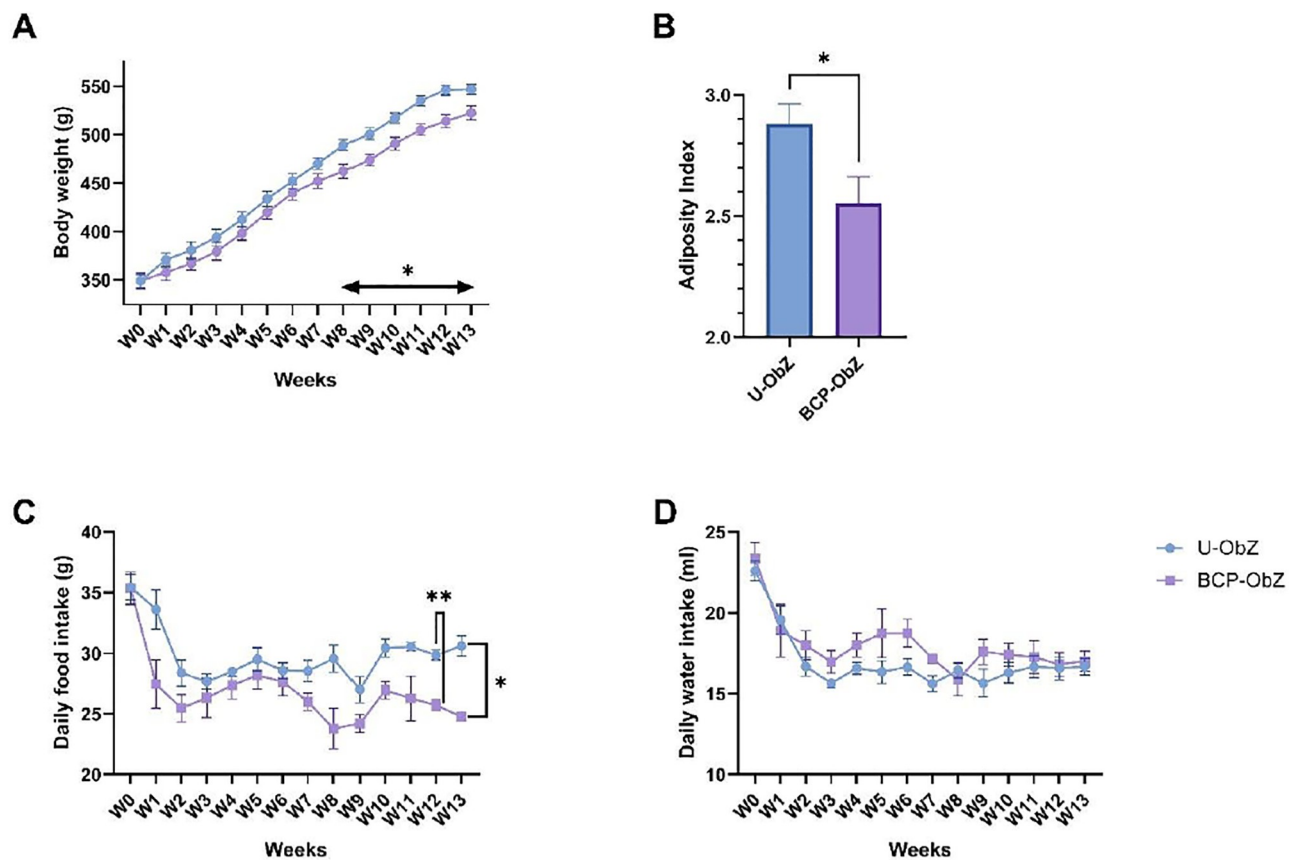 A
Body weight (g)
550
500
450
400
350
*
W0 W1 W2 W3 W4 W5 W6 W7 W8 W9 W10 W11 W12 W13
Weeks
B
Adiposity Index
3.0
2.5
2.0
*
U-ObZ
BCP-ObZ
C
Daily food intake (g)
40
35
30
25
20
**
*
W0 W1 W2 W3 W4 W5 W6 W7 W8 W9 W10 W11 W12 W13
Weeks
D
Daily water intake (ml)
25
20
15
10
W0 W1 W2 W3 W4 W5 W6 W7 W8 W9 W10 W11 W12 W13
Weeks
U-ObZ
BCP-ObZ